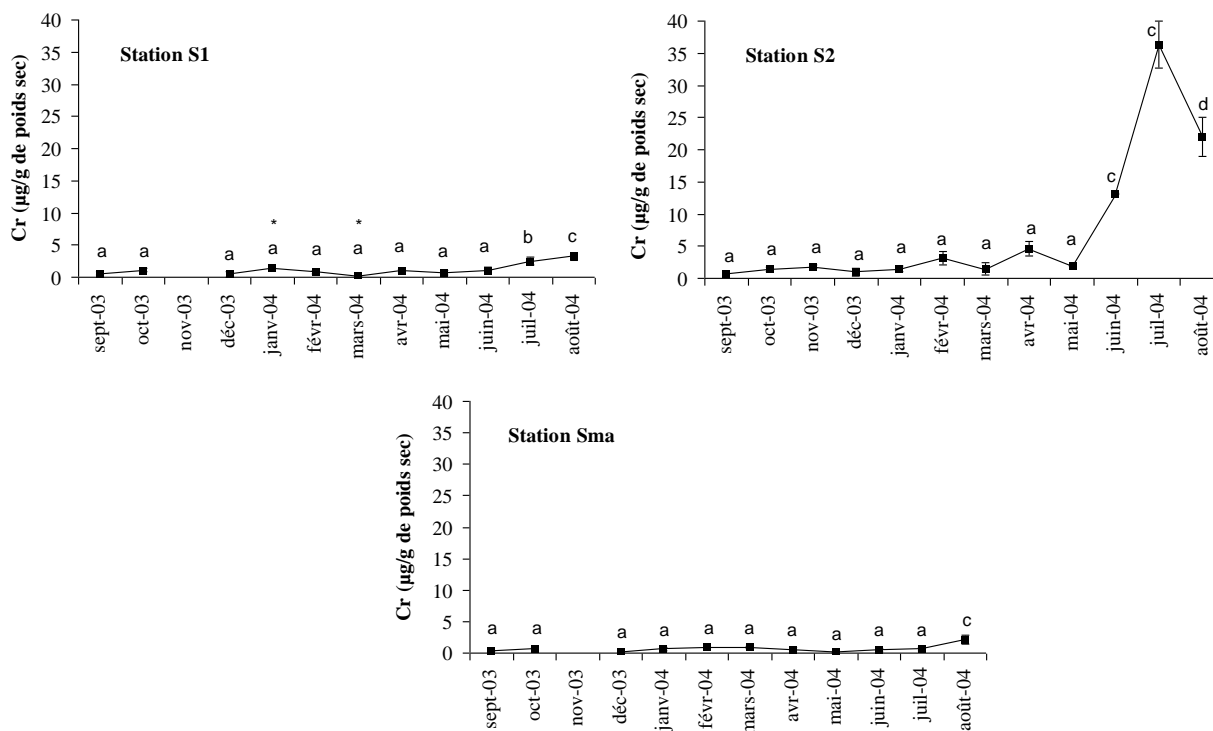 Station S1
Cr (µg/g de poids sec)
40
35
30
25
20
15
10
5
0
* *
a a a a a a a a a b c
sept-03 oct-03 nov-03 déc-03 janv-04 févr-04 mars-04 avr-04 mai-04 juin-04 juil-04 août-04
Station S2
Cr (µg/g de poids sec)
40
35
30
25
20
15
10
5
0
a a a a a a a a a c c d
sept-03 oct-03 nov-03 déc-03 janv-04 févr-04 mars-04 avr-04 mai-04 juin-04 juil-04 août-04
Station Sma
Cr (µg/g de poids sec)
40
35
30
25
20
15
10
5
0
a a a a a a a a a a c
sept-03 oct-03 nov-03 déc-03 janv-04 févr-04 mars-04 avr-04 mai-04 juin-04 juil-04 août-04